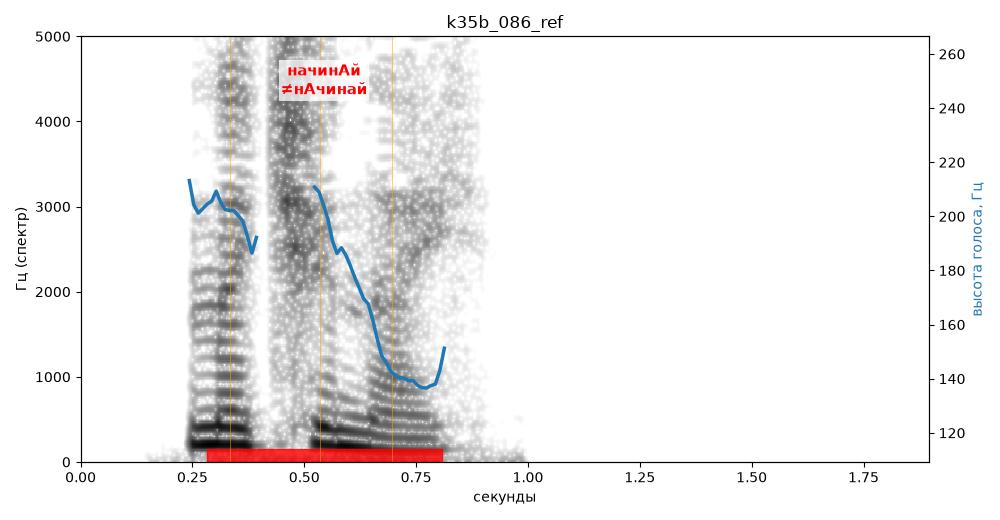 k35b_086_ref
начинАй
≠нАчинай
Гц (спектр)
5000
4000
3000
2000
1000
0
260
240
220
200
180
160
140
120
высота голоса, Гц
0.00 0.25 0.50 0.75 1.00 1.25 1.50 1.75
секунды